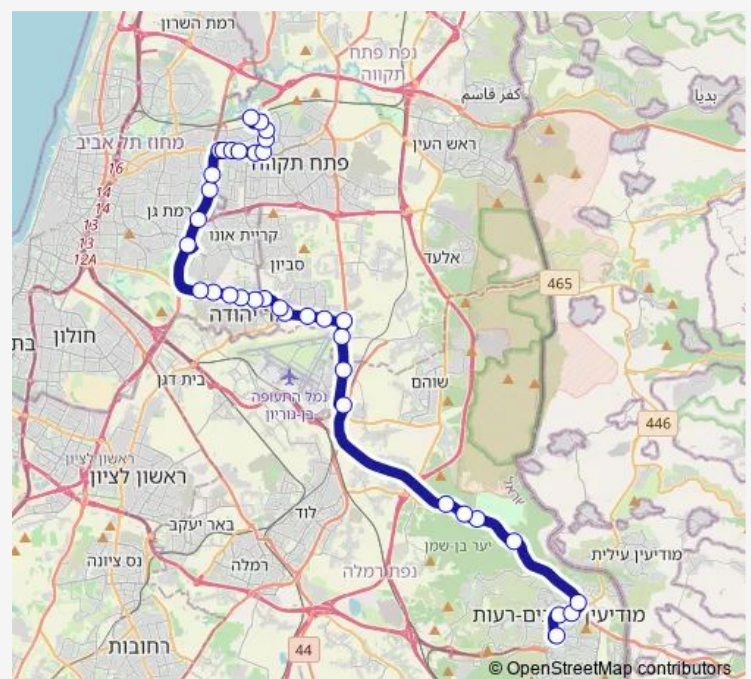 רמת השרון
נפת פתח
תקווה
כפר קאסם
بديا
מחוז תל אביב
ראש העין
פתח תקווה
16
14
14
13
13
12A
רמת גן
קריית אונו
סביון
אלעד
465
חולון
בת
יהודה
בית דגן
נמל התעופה
בן-גוריון
שוהם
446
ראשון לציון
ראשון לציון
באר יעקב
לוד
ישראל
נס ציונה
רמלה
נפת רמלה
יער בן-שמן
מודיעין עילית
רחובות
44
© OpenStreetMap contributors